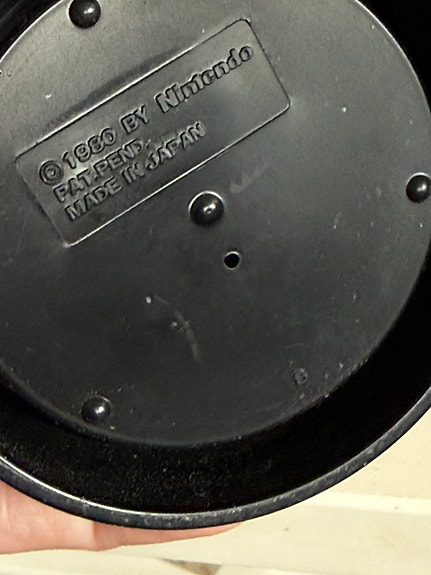 ©1980 BY Nintendo
PAT.PEND.
MADE IN JAPAN